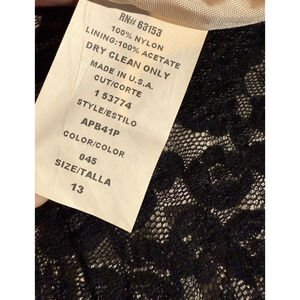 RN# 63153
100% NYLON
LINING:100% ACETATE
DRY CLEAN ONLY
MADE IN U.S.A.
CUT/CORTE
1 53774
STYLE/ESTILO
APB41P
COLOR/COLOR
045
SIZE/TALLA
13